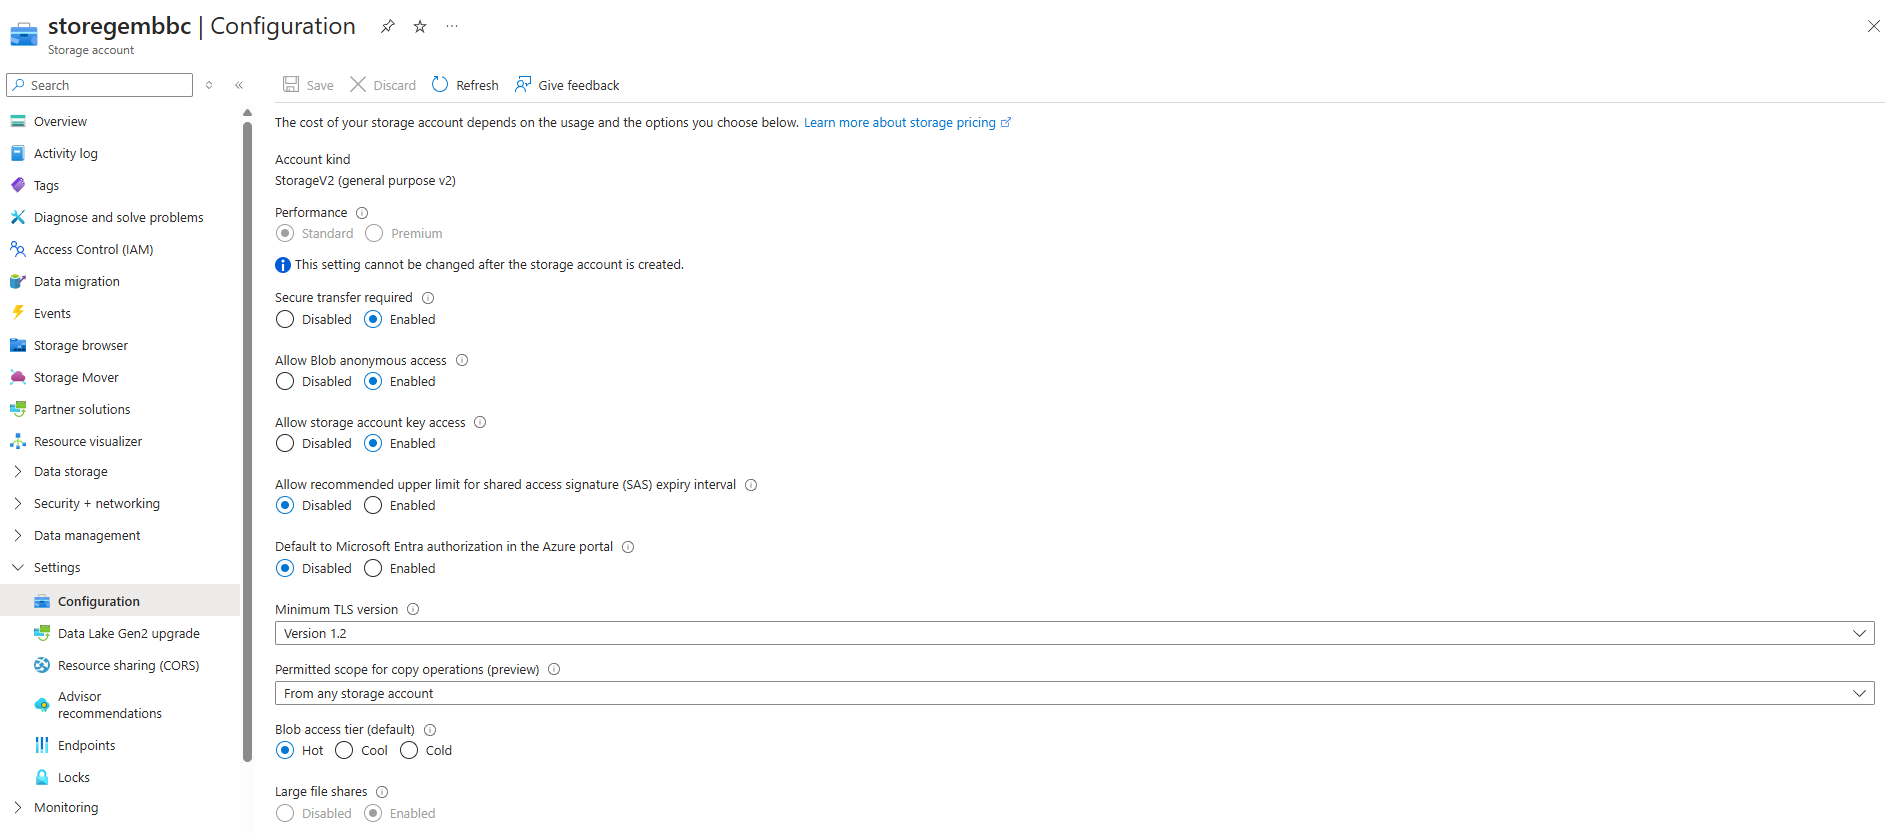 storegembbc | Configuration
Storage account
Search
Overview
Activity log
Tags
Diagnose and solve problems
Access Control (IAM)
Data migration
Events
Storage browser
Storage Mover
Partner solutions
Resource visualizer
Data storage
Security + networking
Data management
Settings
Configuration
Data Lake Gen2 upgrade
Resource sharing (CORS)
Advisor
recommendations
Endpoints
Locks
Monitoring
Save Discard Refresh Give feedback
The cost of your storage account depends on the usage and the options you choose below. Learn more about storage pricing
Account kind
StorageV2 (general purpose v2)
Performance
Standard Premium
This setting cannot be changed after the storage account is created.
Secure transfer required
Disabled Enabled
Allow Blob anonymous access
Disabled Enabled
Allow storage account key access
Disabled Enabled
Allow recommended upper limit for shared access signature (SAS) expiry interval
Disabled Enabled
Default to Microsoft Entra authorization in the Azure portal
Disabled Enabled
Minimum TLS version
Version 1.2
Permitted scope for copy operations (preview)
From any storage account
Blob access tier (default)
Hot Cool Cold
Large file shares
Disabled Enabled